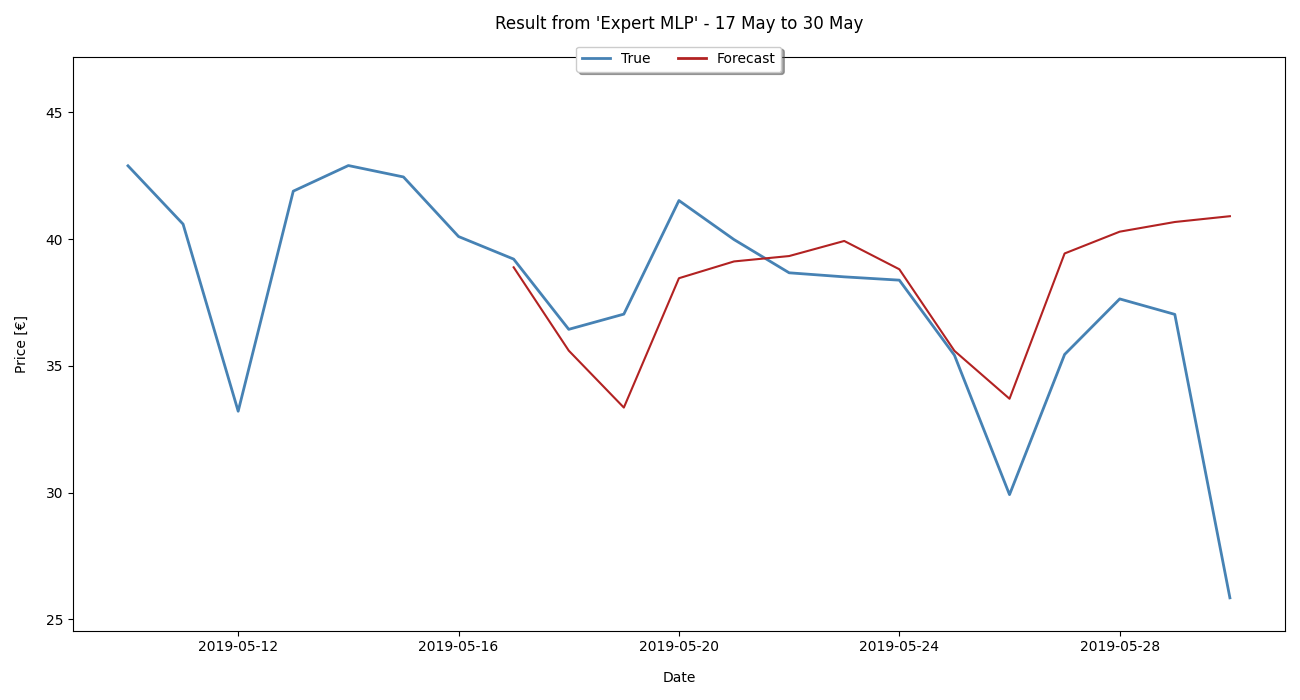 Result from 'Expert MLP' - 17 May to 30 May
True Forecast
45
40
35
30
25
Price [€]
2019-05-12 2019-05-16 2019-05-20 2019-05-24 2019-05-28
Date